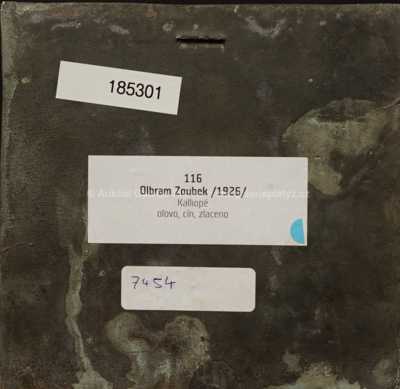 185301
116
Olbram Zoubek /1926/
Kalliopé
olovo, cín, zlaceno
7454